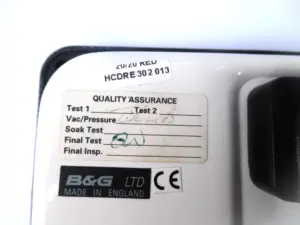 20/20 RED
HCDRE 302 013
QUALITY ASSURANCE
Test 1 Test 2
Vac/Pressure
Soak Test
Final Test
Final Insp.
B&G LTD
MADE IN ENGLAND
CE